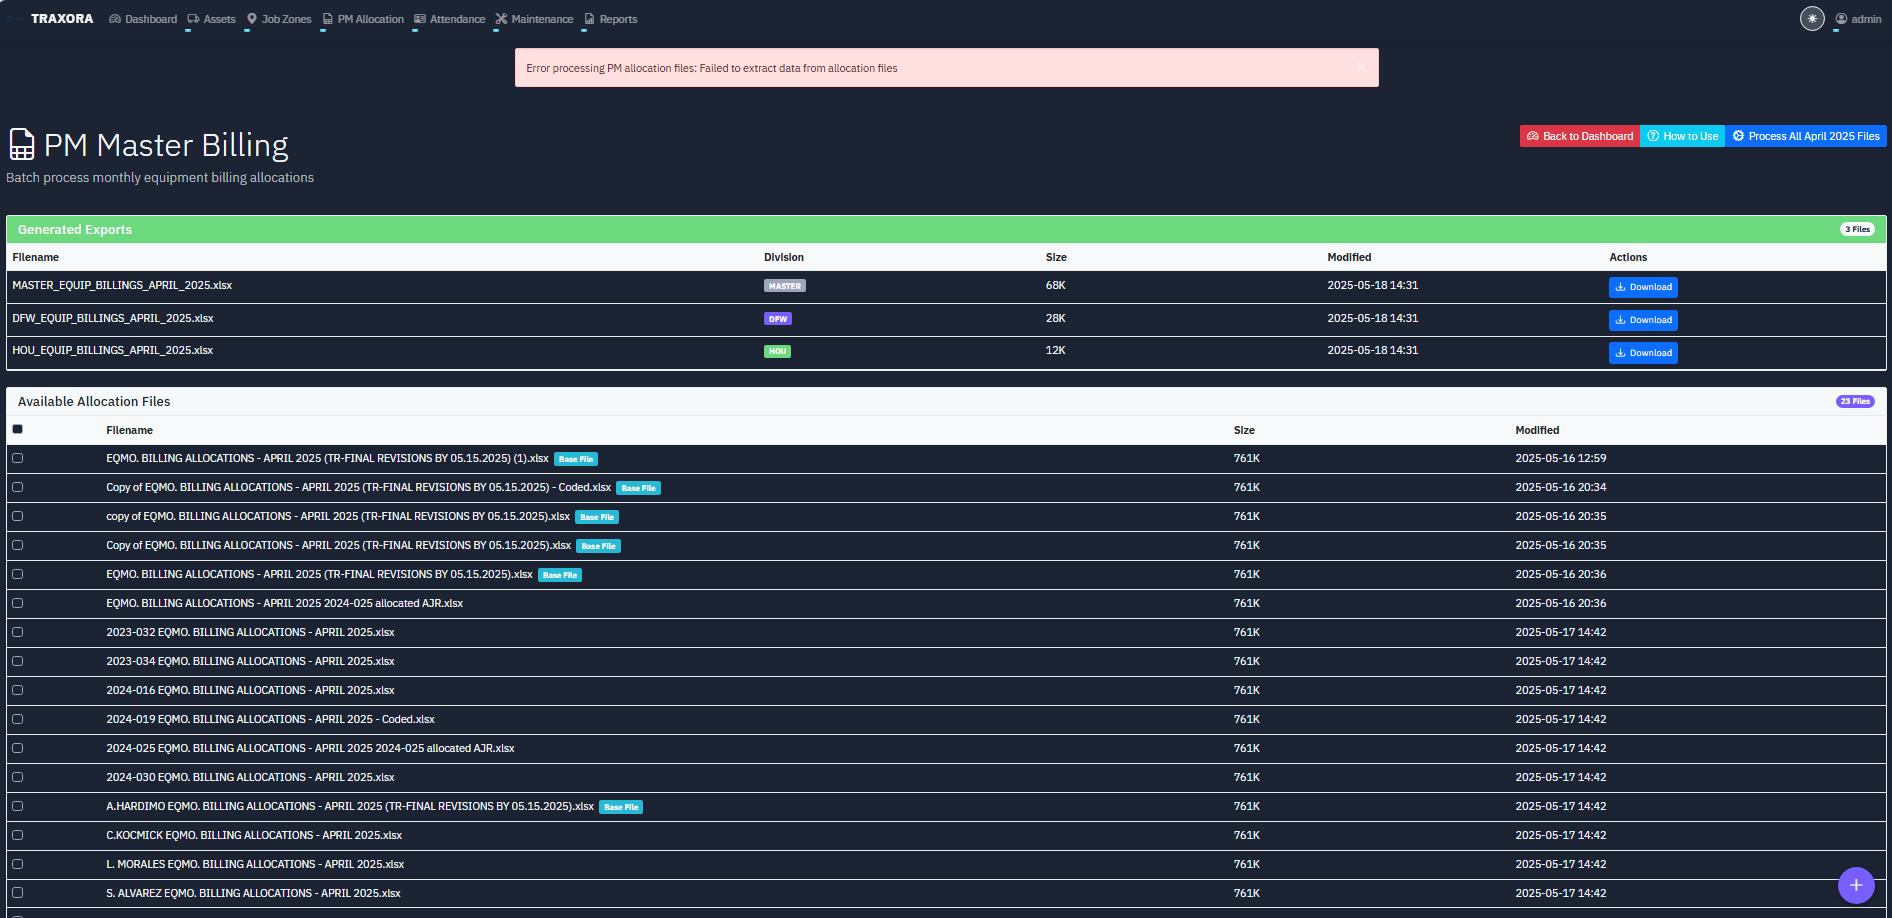 TRAXORA Dashboard Assets Job Zones PM Allocation Attendance Maintenance Reports admin
Error processing PM allocation files: Failed to extract data from allocation files
PM Master Billing
Back to Dashboard How to Use Process All April 2025 Files
Batch process monthly equipment billing allocations
Generated Exports 3 Files
Filename Division Size Modified Actions
MASTER_EQUIP_BILLINGS_APRIL_2025.xlsx MASTER 68K 2025-05-18 14:31 Download
DFW_EQUIP_BILLINGS_APRIL_2025.xlsx DFW 28K 2025-05-18 14:31 Download
HOU_EQUIP_BILLINGS_APRIL_2025.xlsx HOU 12K 2025-05-18 14:31 Download
Available Allocation Files 23 Files
Filename Size Modified
EQMO. BILLING ALLOCATIONS - APRIL 2025 (TR-FINAL REVISIONS BY 05.15.2025) (1).xlsx Base File 761K 2025-05-16 12:59
Copy of EQMO. BILLING ALLOCATIONS - APRIL 2025 (TR-FINAL REVISIONS BY 05.15.2025) - Coded.xlsx Base File 761K 2025-05-16 20:34
copy of EQMO. BILLING ALLOCATIONS - APRIL 2025 (TR-FINAL REVISIONS BY 05.15.2025).xlsx Base File 761K 2025-05-16 20:35
Copy of EQMO. BILLING ALLOCATIONS - APRIL 2025 (TR-FINAL REVISIONS BY 05.15.2025).xlsx Base File 761K 2025-05-16 20:35
EQMO. BILLING ALLOCATIONS - APRIL 2025 (TR-FINAL REVISIONS BY 05.15.2025).xlsx Base File 761K 2025-05-16 20:36
EQMO. BILLING ALLOCATIONS - APRIL 2025 2024-025 allocated AJR.xlsx 761K 2025-05-16 20:36
2023-032 EQMO. BILLING ALLOCATIONS - APRIL 2025.xlsx 761K 2025-05-17 14:42
2023-034 EQMO. BILLING ALLOCATIONS - APRIL 2025.xlsx 761K 2025-05-17 14:42
2024-016 EQMO. BILLING ALLOCATIONS - APRIL 2025.xlsx 761K 2025-05-17 14:42
2024-019 EQMO. BILLING ALLOCATIONS - APRIL 2025 - Coded.xlsx 761K 2025-05-17 14:42
2024-025 EQMO. BILLING ALLOCATIONS - APRIL 2025 2024-025 allocated AJR.xlsx 761K 2025-05-17 14:42
2024-030 EQMO. BILLING ALLOCATIONS - APRIL 2025.xlsx 761K 2025-05-17 14:42
A.HARDIMO EQMO. BILLING ALLOCATIONS - APRIL 2025 (TR-FINAL REVISIONS BY 05.15.2025).xlsx Base File 761K 2025-05-17 14:42
C.KOCMICK EQMO. BILLING ALLOCATIONS - APRIL 2025.xlsx 761K 2025-05-17 14:42
L. MORALES EQMO. BILLING ALLOCATIONS - APRIL 2025.xlsx 761K 2025-05-17 14:42
S. ALVAREZ EQMO. BILLING ALLOCATIONS - APRIL 2025.xlsx 761K 2025-05-17 14:42